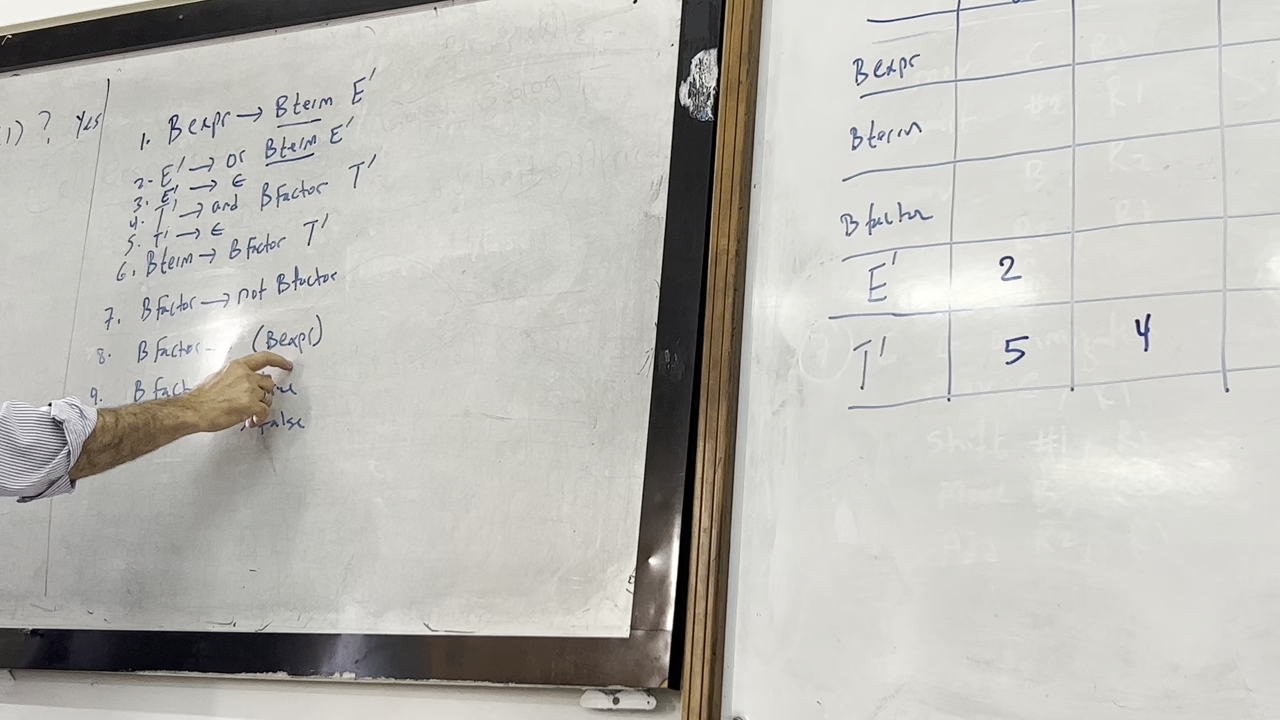 1) ? Yes
1. Bexpr → Bterm E'
2. E' → or Bterm E'
3. E' → ϵ
4. T' → and Bfactor T'
5. T' → ϵ
6. Bterm → Bfactor T'
7. Bfactor → not Bfactor
8. Bfactor (Bexpr)
9. Bfact
false
Bexpr
Bterm
Bfactor
E' 2
T' 5 4